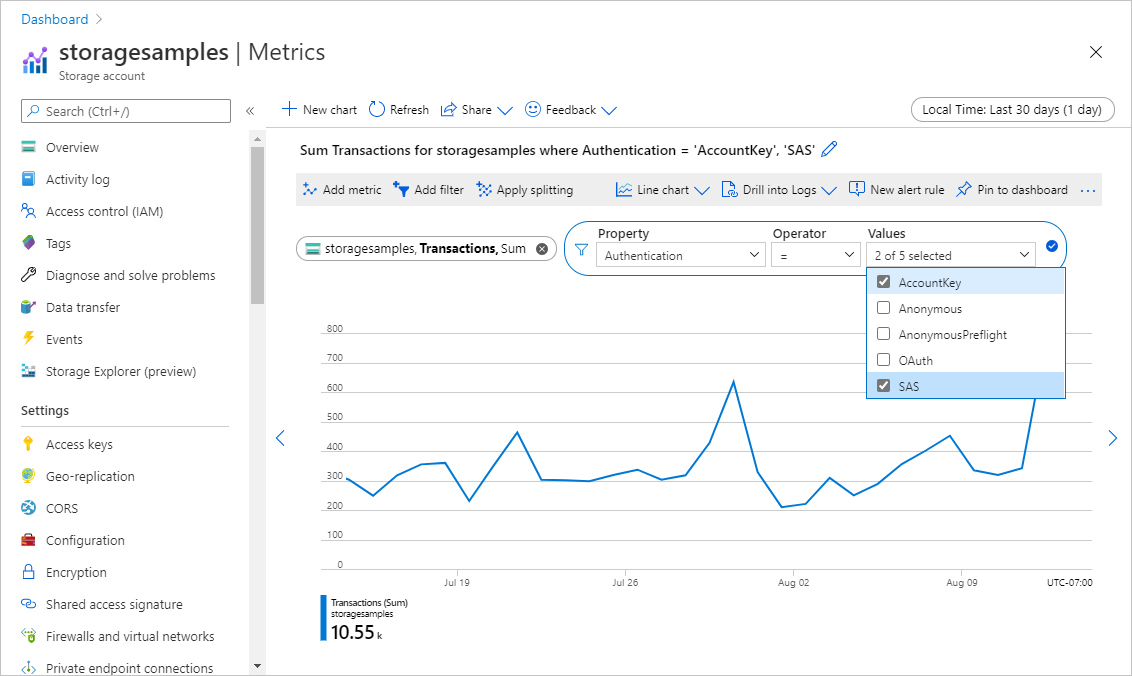 Dashboard
storagesamples | Metrics
Storage account
Search (Ctrl+/)
«
New chart Refresh Share Feedback Local Time: Last 30 days (1 day)
Overview
Activity log
Access control (IAM)
Tags
Diagnose and solve problems
Data transfer
Events
Storage Explorer (preview)
Settings
Access keys
Geo-replication
CORS
Configuration
Encryption
Shared access signature
Firewalls and virtual networks
Private endpoint connections
Sum Transactions for storagesamples where Authentication = 'AccountKey', 'SAS'
Add metric Add filter Apply splitting Line chart Drill into Logs New alert rule Pin to dashboard ...
storagesamples, Transactions, Sum
Property Operator Values
Authentication = 2 of 5 selected
AccountKey
Anonymous
AnonymousPreflight
OAuth
SAS
800
700
600
500
400
300
200
100
0
Jul 19 Jul 26 Aug 02 Aug 09 UTC-07:00
Transactions (Sum)
storagesamples
10.55 k